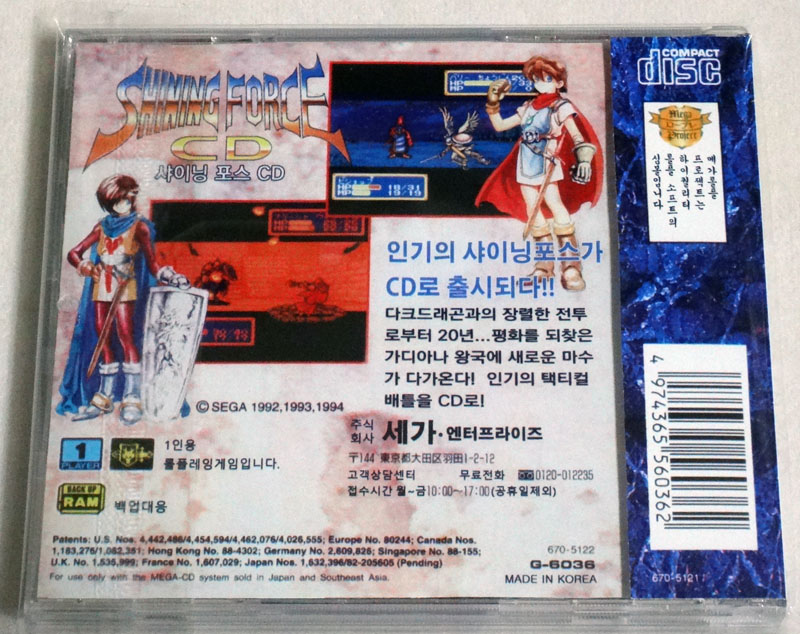 SHINING FORCE
CD
샤이닝 포스 CD
HP
MP
HP 18/21
MP 19/19
인기의 샤이닝포스가
CD로 출시되다!!
다크드래곤과의 장렬한 전투
로부터 20년...평화를 되찾은
가디아나 왕국에 새로운 마수
가 다가온다! 인기의 택티컬
배틀을 CD로!
© SEGA 1992,1993,1994
주식
회사 세가·엔터프라이즈
〒144 東京都大田区羽田1-2-12
고객상담센터 무료전화 ☎0120-012235
접수시간 월~금10:00~17:00(공휴일제외)
1
PLAYER
1인용
롤플레잉게임입니다.
BACK UP
RAM
백업대응
Patents: U.S. Nos. 4,442,486/4,454,594/4,462,076/4,026,555; Europe No. 80244; Canada Nos.
1,183,276/1,082,351; Hong Kong No. 88-4302; Germany No. 2,609,826; Singapore No. 88-155;
U.K. No. 1,535,999; France No. 1,607,029; Japan Nos. 1,632,396/82-205605 (Pending)
For use only with the MEGA-CD system sold in Japan and Southeast Asia.
670-5122
G-6036
MADE IN KOREA
COMPACT
disc
Mega
Project
4 974365 560362
670-5121